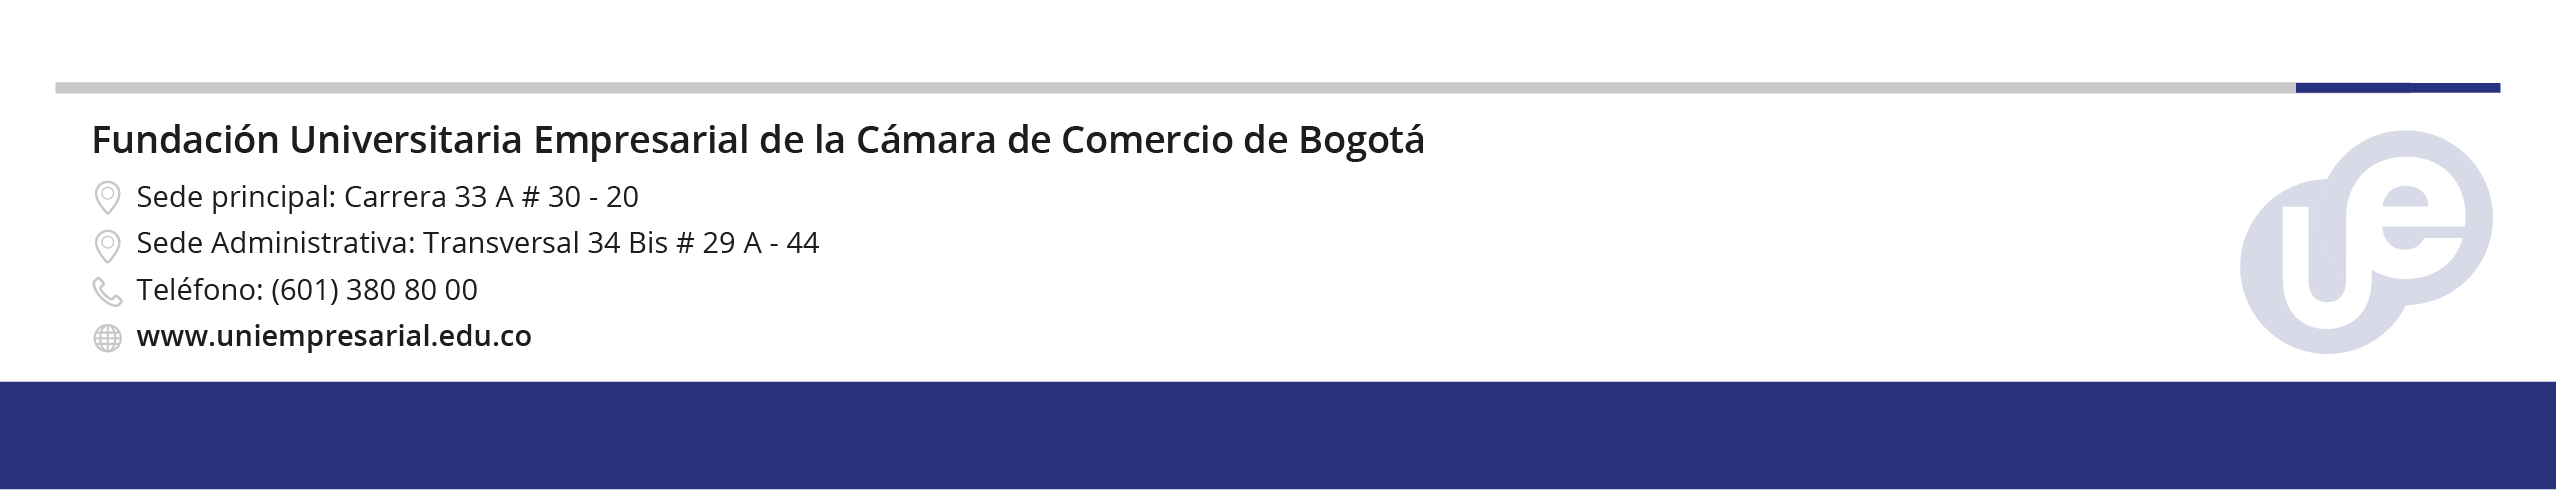 Fundación Universitaria Empresarial de la Cámara de Comercio de Bogotá
Sede principal: Carrera 33 A # 30 - 20
Sede Administrativa: Transversal 34 Bis # 29 A - 44
Teléfono: (601) 380 80 00
www.uniempresarial.edu.co
ue